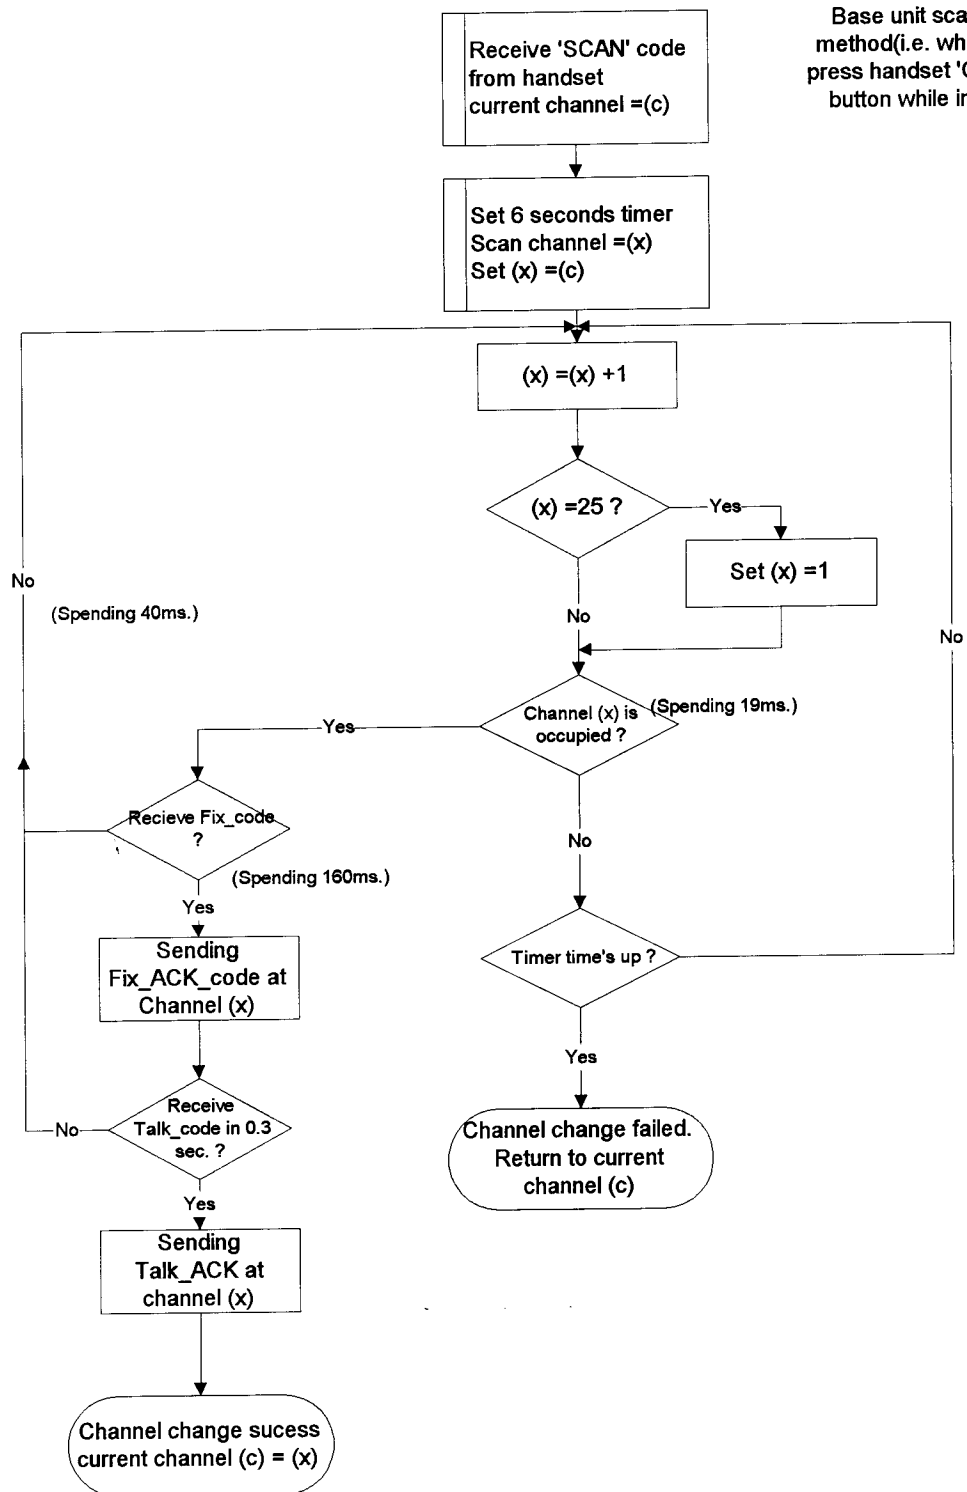 Base unit sca
method(i.e. wh
press handset '
button while in
Receive 'SCAN' code
from handset
current channel =(c)
Set 6 seconds timer
Scan channel =(x)
Set (x) =(c)
(x) =(x) +1
(x) =25 ?
Yes
Set (x) =1
No
No
(Spending 40ms.)
No
Channel (x) is
occupied ?
(Spending 19ms.)
Yes
Recieve Fix_code
?
(Spending 160ms.)
No
Yes
Sending
Fix_ACK_code at
Channel (x)
Timer time's up ?
Yes
Receive
Talk_code in 0.3
sec. ?
No
Channel change failed.
Return to current
channel (c)
Yes
Sending
Talk_ACK at
channel (x)
Channel change sucess
current channel (c) = (x)